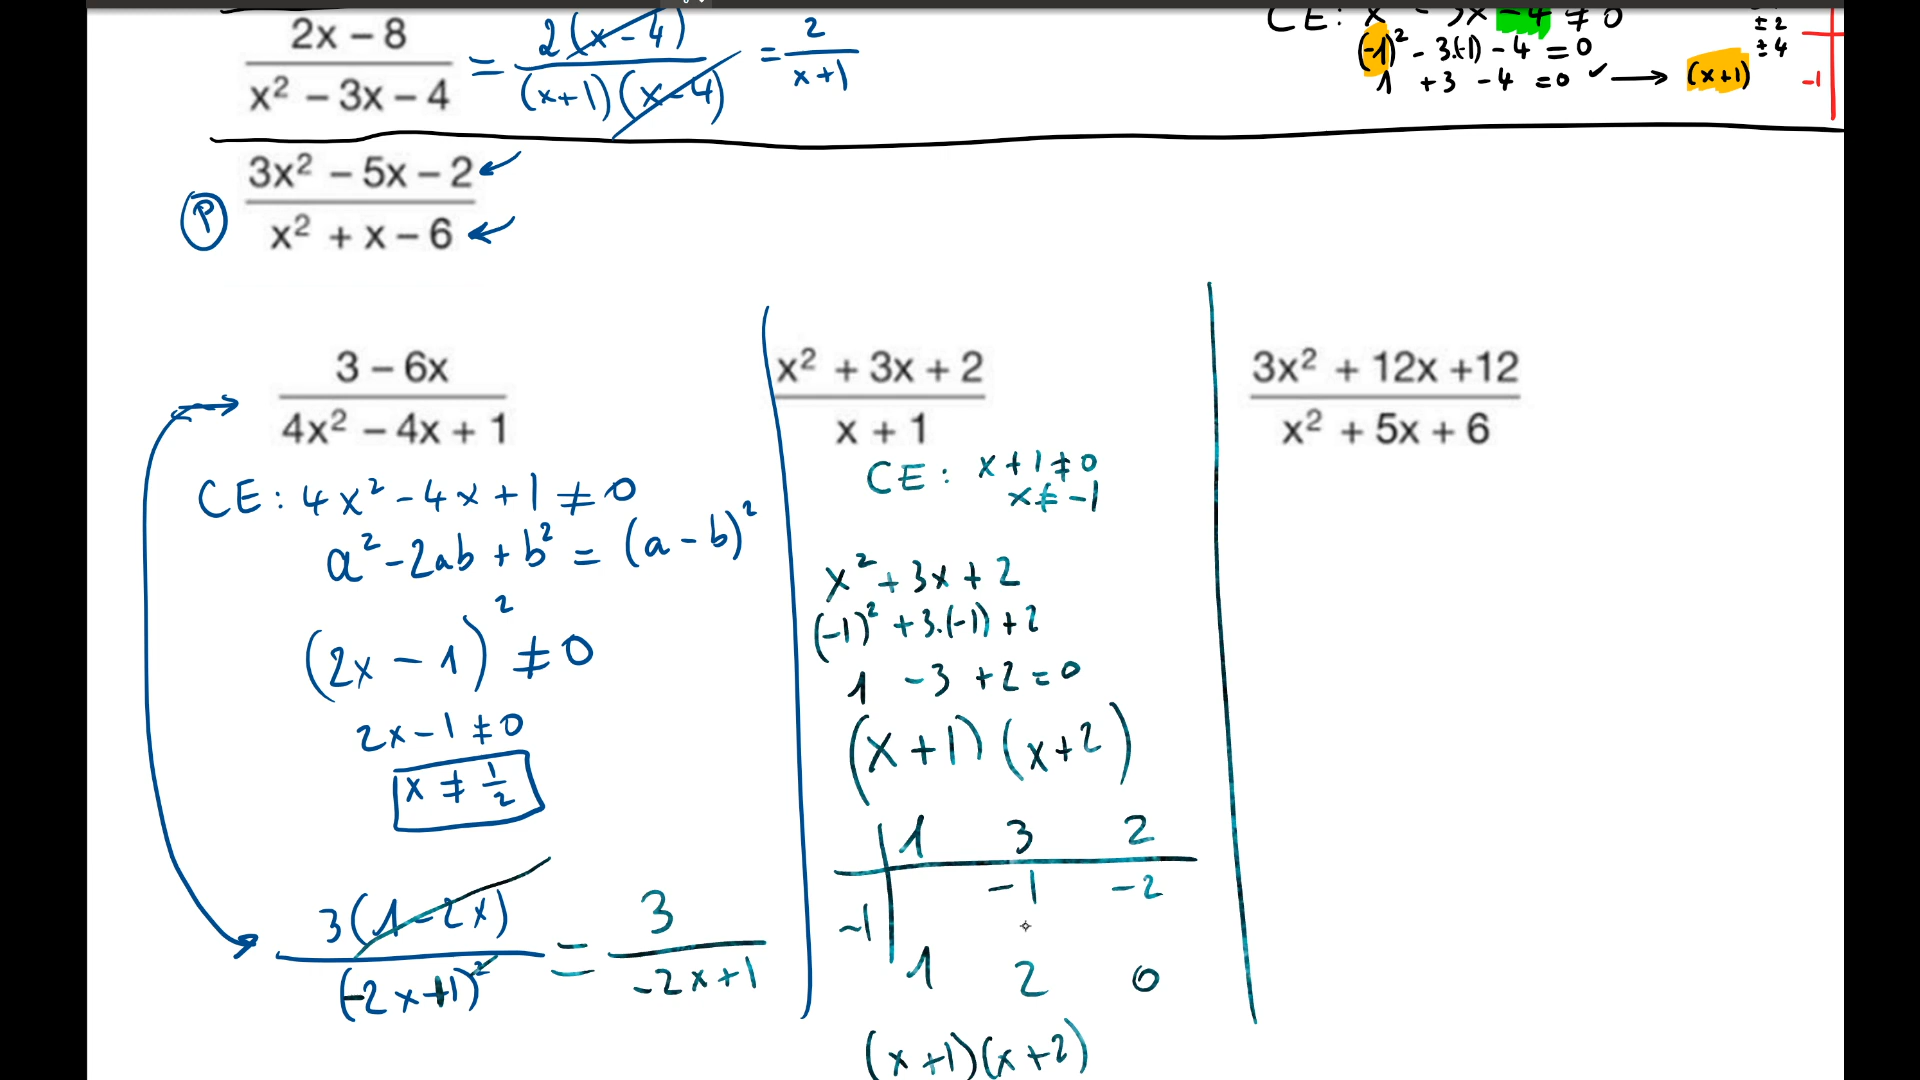 2x – 8
x² – 3x – 4
= 2(x-4) / (x+1)(x-4) = 2 / x+1
- 4 ≠ 0
(-1)² - 3.(-1) - 4 = 0
1 + 3 - 4 = 0 ✓ → (x+1)
± 2
± 4
-1
P
3x² – 5x – 2
x² + x – 6
3 – 6x
4x² – 4x + 1
CE: 4x² - 4x + 1 ≠ 0
a² - 2ab + b² = (a - b)²
(2x - 1)² ≠ 0
2x - 1 ≠ 0
x ≠ 1/2
3(1-2x) / (-2x+1)² = 3 / -2x+1
x² + 3x + 2
x + 1
CE: x+1 ≠ 0
x ≠ -1
x² + 3x + 2
(-1)² + 3.(-1) + 2
1 - 3 + 2 = 0
(x+1)(x+2)
1 3 2
-1 -2
-1
1 2 0
(x+1)(x+2)
3x² + 12x +12
x² + 5x + 6